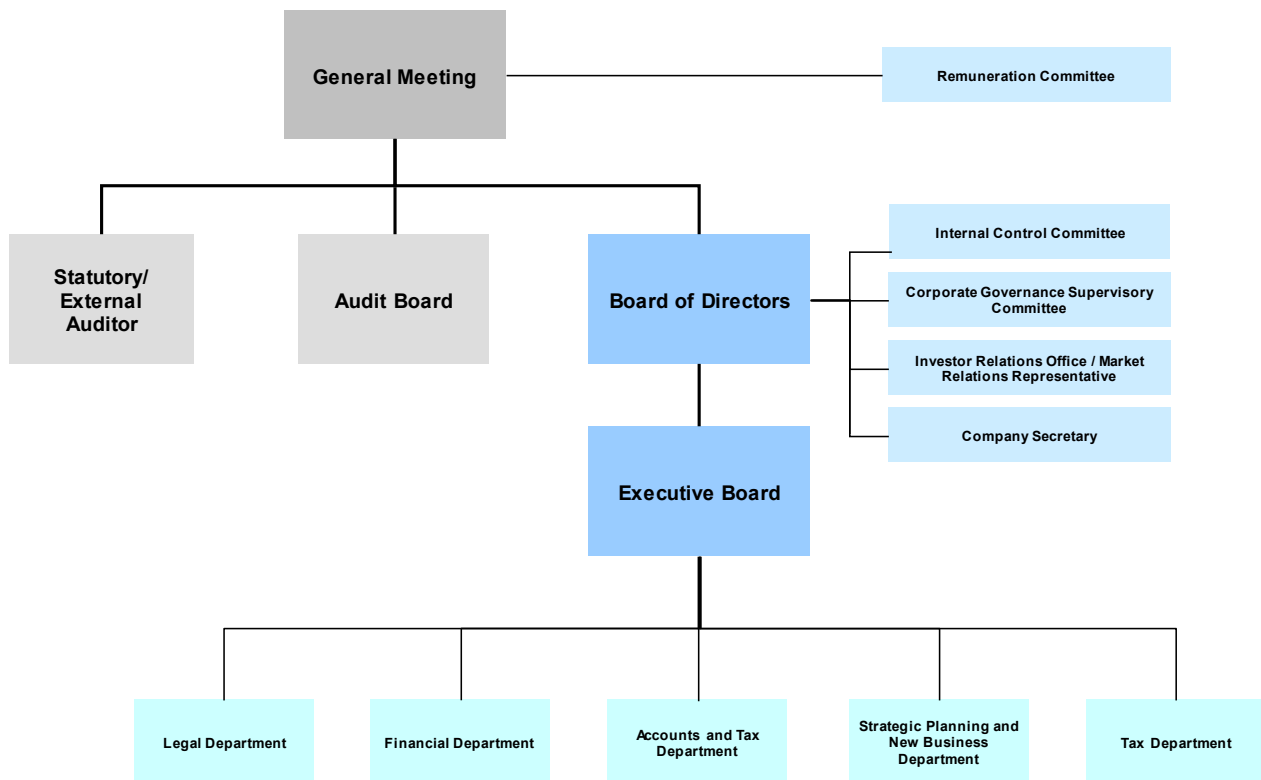 General Meeting
Remuneration Committee
Statutory/
External
Auditor
Audit Board
Board of Directors
Internal Control Committee
Corporate Governance Supervisory
Committee
Investor Relations Office / Market
Relations Representative
Company Secretary
Executive Board
Legal Department
Financial Department
Accounts and Tax
Department
Strategic Planning and
New Business
Department
Tax Department